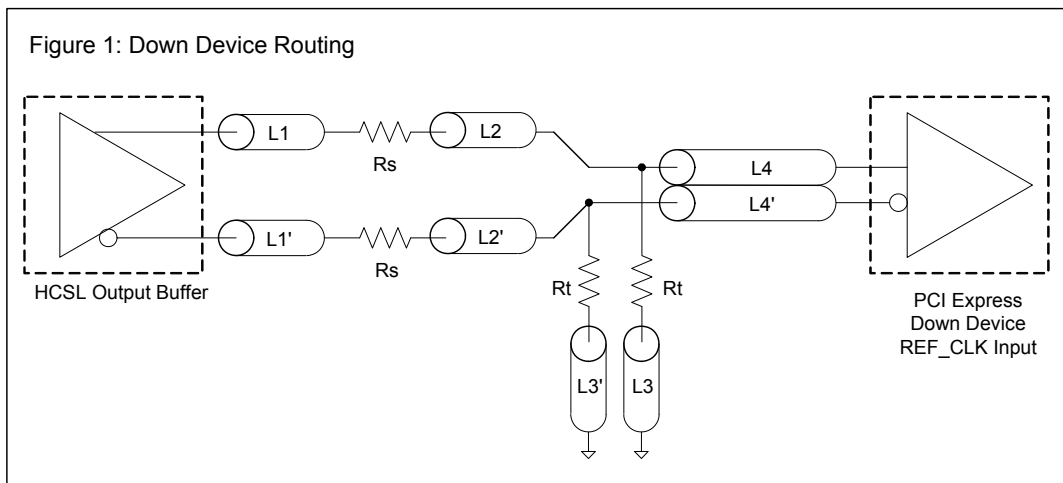 Figure 1: Down Device Routing
L1
Rs
L2
L4
L4'
L1'
Rs
L2'
HCSL Output Buffer
Rt
Rt
L3'
L3
PCI Express
Down Device
REF_CLK Input